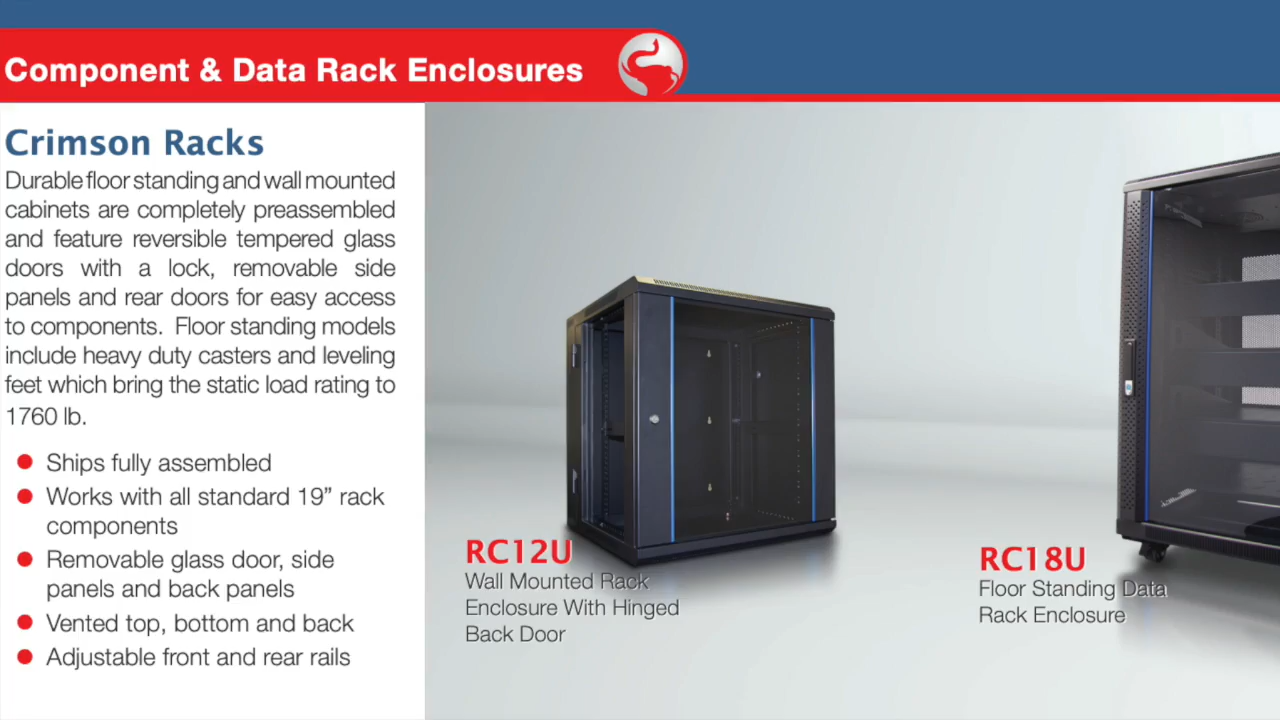 Component & Data Rack Enclosures
Crimson Racks
Durable floor standing and wall mounted
cabinets are completely preassembled
and feature reversible tempered glass
doors with a lock, removable side
panels and rear doors for easy access
to components. Floor standing models
include heavy duty casters and leveling
feet which bring the static load rating to
1760 lb.
Ships fully assembled
Works with all standard 19” rack
components
Removable glass door, side
panels and back panels
Vented top, bottom and back
Adjustable front and rear rails
RC12U
Wall Mounted Rack
Enclosure With Hinged
Back Door
RC18U
Floor Standing Data
Rack Enclosure